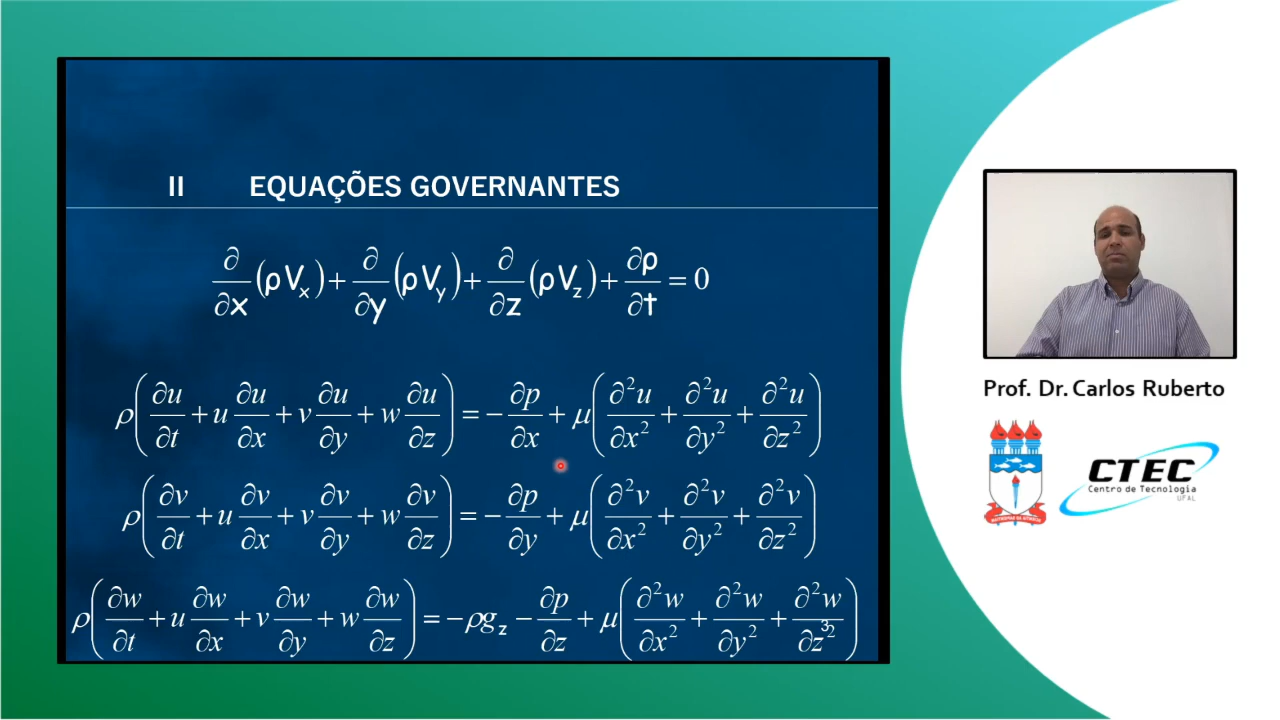 II EQUAÇÕES GOVERNANTES
∂/∂x (ρVx) + ∂/∂y (ρVy) + ∂/∂z (ρVz) + ∂ρ/∂t = 0
ρ(∂u/∂t + u ∂u/∂x + v ∂u/∂y + w ∂u/∂z) = −∂p/∂x + μ(∂²u/∂x² + ∂²u/∂y² + ∂²u/∂z²)
ρ(∂v/∂t + u ∂v/∂x + v ∂v/∂y + w ∂v/∂z) = −∂p/∂y + μ(∂²v/∂x² + ∂²v/∂y² + ∂²v/∂z²)
ρ(∂w/∂t + u ∂w/∂x + v ∂w/∂y + w ∂w/∂z) = −ρgz − ∂p/∂z + μ(∂²w/∂x² + ∂²w/∂y² + ∂²w/∂z²)
3
Prof. Dr. Carlos Ruberto
CTEC
Centro de Tecnologia
UFAL